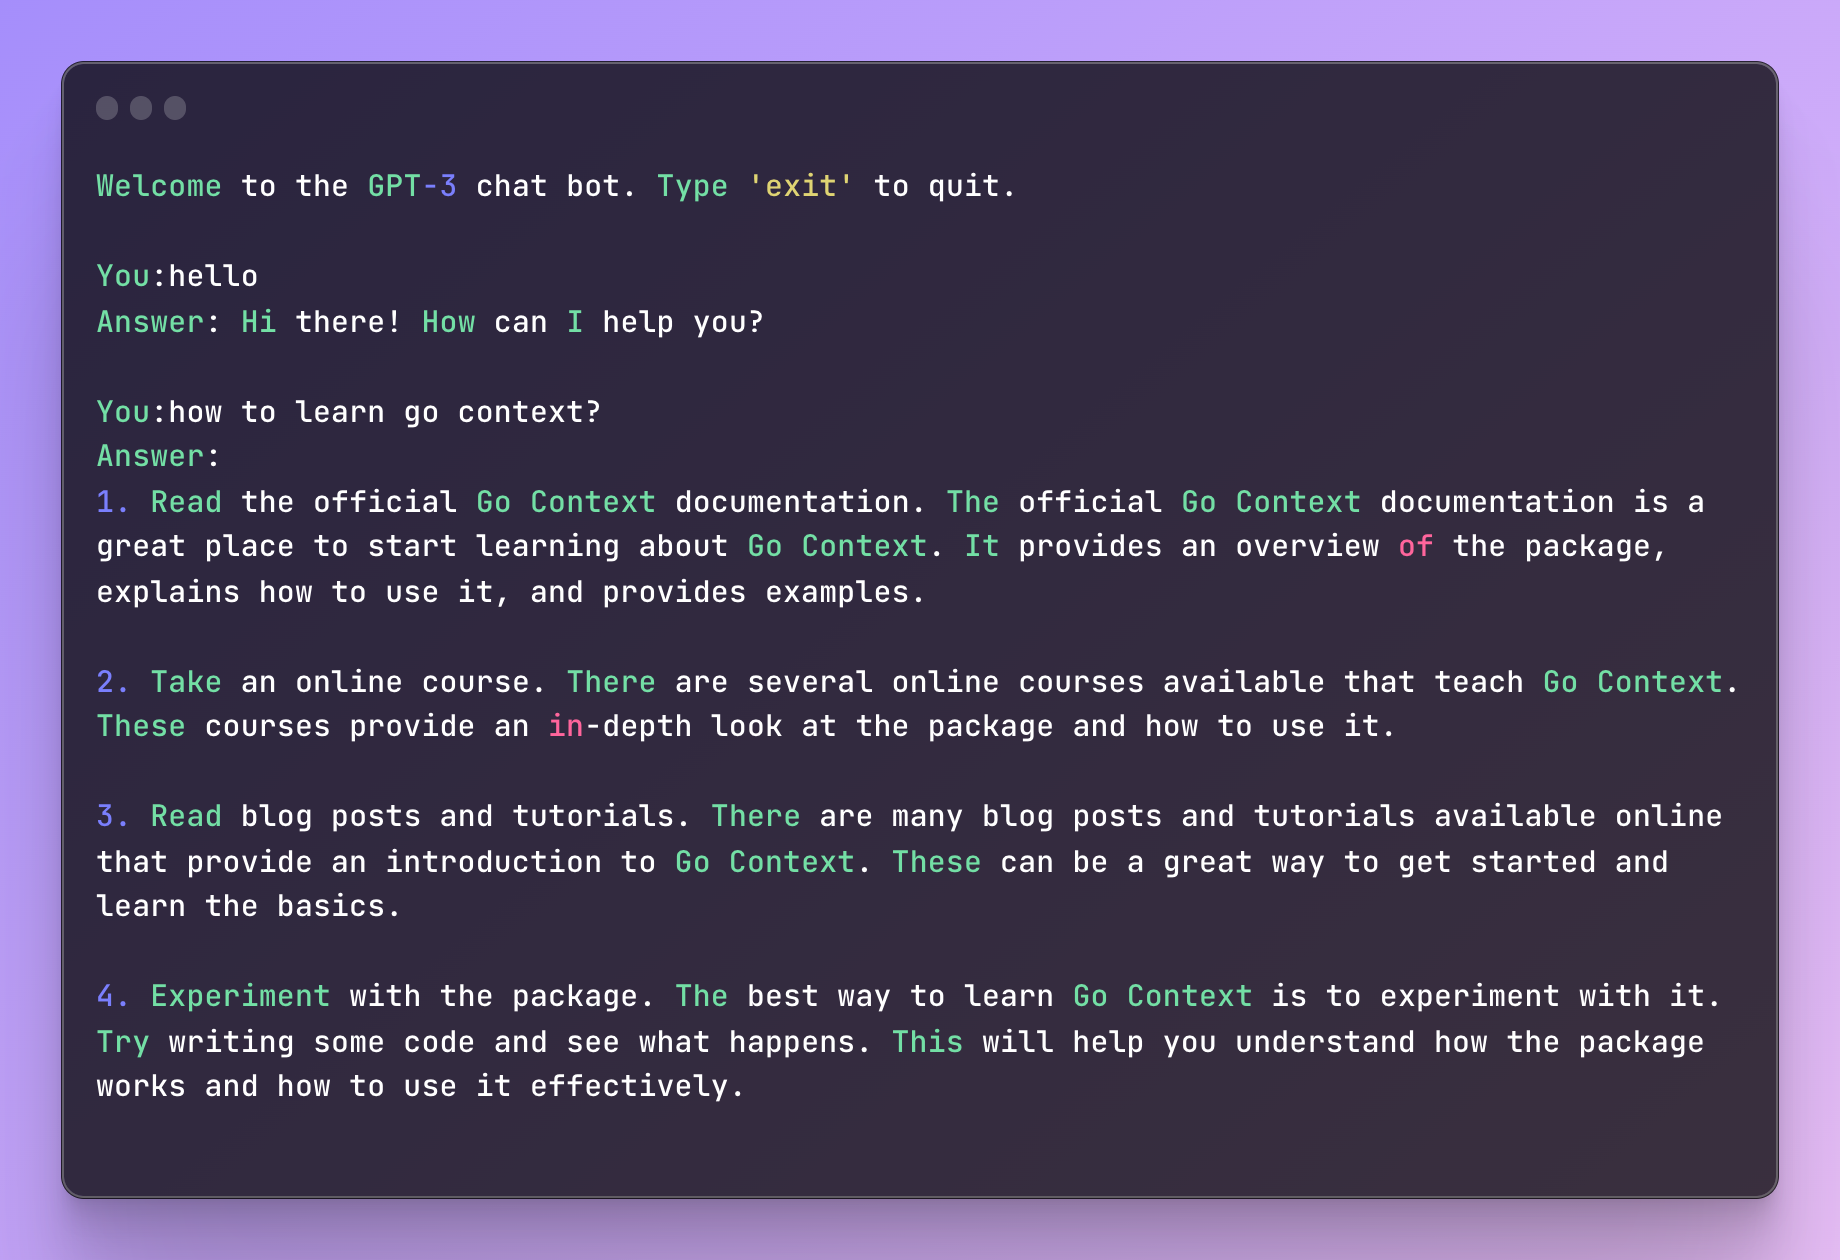 Welcome to the GPT-3 chat bot. Type 'exit' to quit.
You:hello
Answer: Hi there! How can I help you?
You:how to learn go context?
Answer:
1. Read the official Go Context documentation. The official Go Context documentation is a
great place to start learning about Go Context. It provides an overview of the package,
explains how to use it, and provides examples.
2. Take an online course. There are several online courses available that teach Go Context.
These courses provide an in-depth look at the package and how to use it.
3. Read blog posts and tutorials. There are many blog posts and tutorials available online
that provide an introduction to Go Context. These can be a great way to get started and
learn the basics.
4. Experiment with the package. The best way to learn Go Context is to experiment with it.
Try writing some code and see what happens. This will help you understand how the package
works and how to use it effectively.